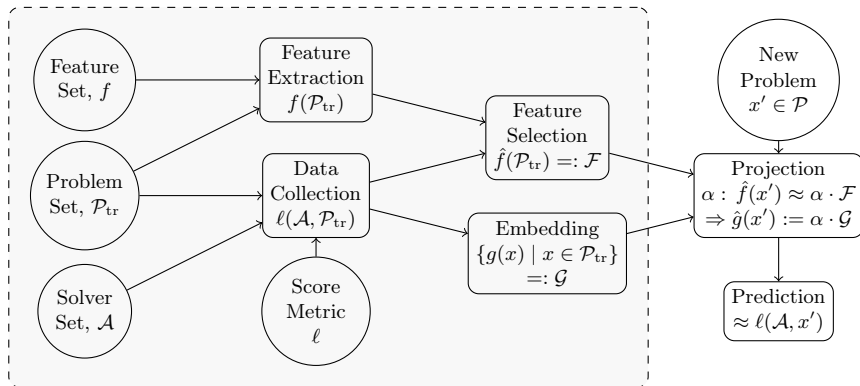 Feature
Set, f
Problem
Set, 𝒫_tr
Solver
Set, 𝒜
Feature
Extraction
f(𝒫_tr)
Data
Collection
ℓ(𝒜, 𝒫_tr)
Score
Metric
ℓ
Feature
Selection
f̂(𝒫_tr) =: ℱ
Embedding
{g(x) | x ∈ 𝒫_tr}
=: 𝒢
New
Problem
x′ ∈ 𝒫
Projection
α : f̂(x′) ≈ α · ℱ
⇒ ĝ(x′) := α · 𝒢
Prediction
≈ ℓ(𝒜, x′)